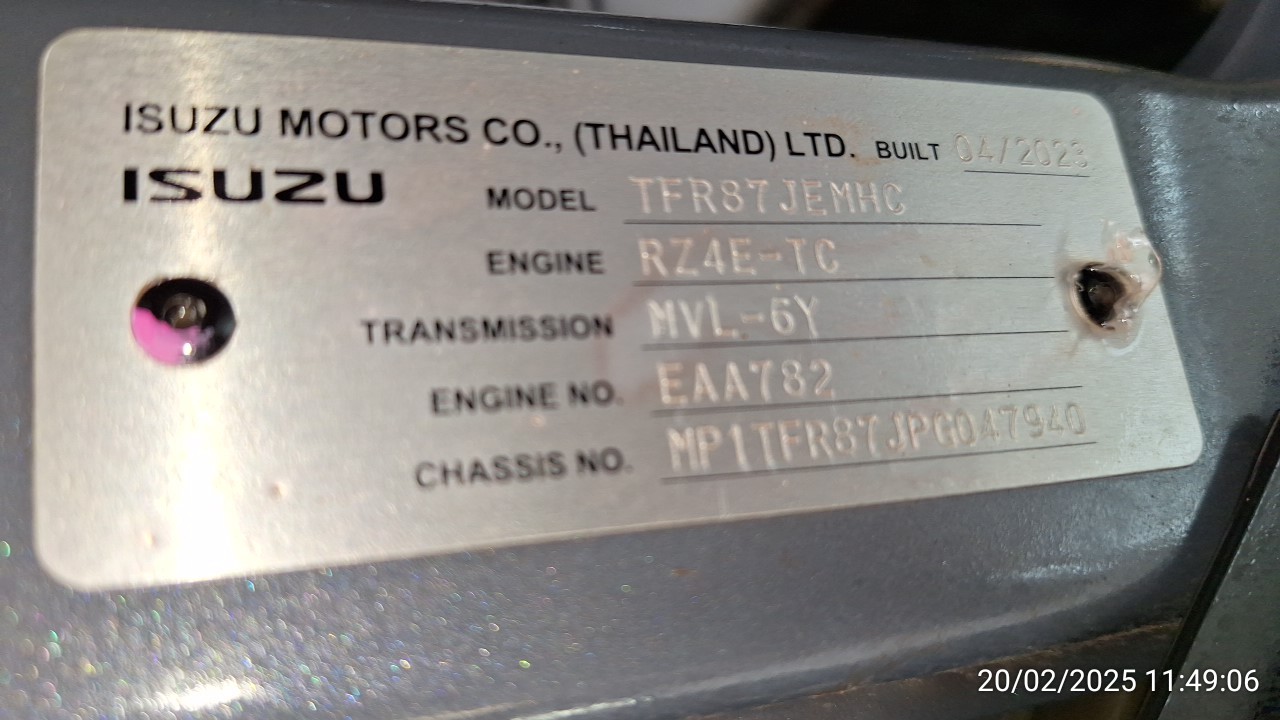 ISUZU MOTORS CO., (THAILAND) LTD. BUILT 04/2023
ISUZU MODEL TFR87JEMHC
ENGINE RZ4E-TC
TRANSMISSION MVL-6Y
ENGINE NO. EAA782
CHASSIS NO. MP1TFR87JPG047940
20/02/2025 11:49:06